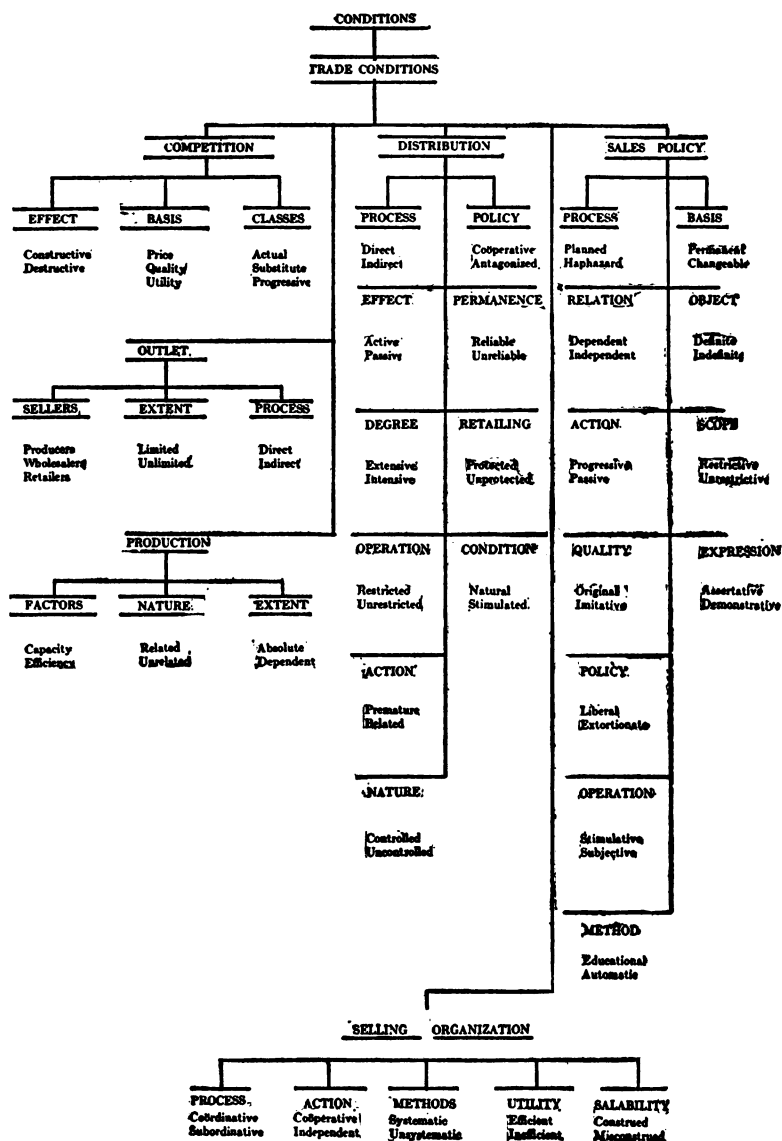 CONDITIONS
TRADE CONDITIONS
COMPETITION
DISTRIBUTION
SALES POLICY
EFFECT
BASIS
CLASSES
PROCESS
POLICY
PROCESS
BASIS
Constructive
Destructive
Price
Quality
Utility
Actual
Substitute
Progressive
Direct
Indirect
Coöperative
Antagonized
Planned
Haphazard
Permanent
Changeable
EFFECT
PERMANENCE
RELATION
OBJECT
Active
Passive
Reliable
Unreliable
Dependent
Independent
Definite
Indefinite
OUTLET
SELLERS
EXTENT
PROCESS
Producers
Wholesalers
Retailers
Limited
Unlimited
Direct
Indirect
DEGREE
RETAILING
ACTION
SCOPE
Extensive
Intensive
Protected
Unprotected
Progressive
Passive
Restrictive
Unrestrictive
PRODUCTION
FACTORS
NATURE
EXTENT
Capacity
Efficiency
Related
Unrelated
Absolute
Dependent
OPERATION
CONDITION
QUALITY
EXPRESSION
Restricted
Unrestricted
Natural
Stimulated
Original
Imitative
Assertative
Demonstrative
ACTION
POLICY
Premature
Related
Liberal
Extortionate
NATURE
OPERATION
Controlled
Uncontrolled
Stimulative
Subjective
METHOD
Educational
Automatic
SELLING ORGANIZATION
PROCESS
Coördinative
Subordinative
ACTION
Coöperative
Independent
METHODS
Systematic
Unsystematic
UTILITY
Efficient
Inefficient
SALABILITY
Construed
Misconstrued